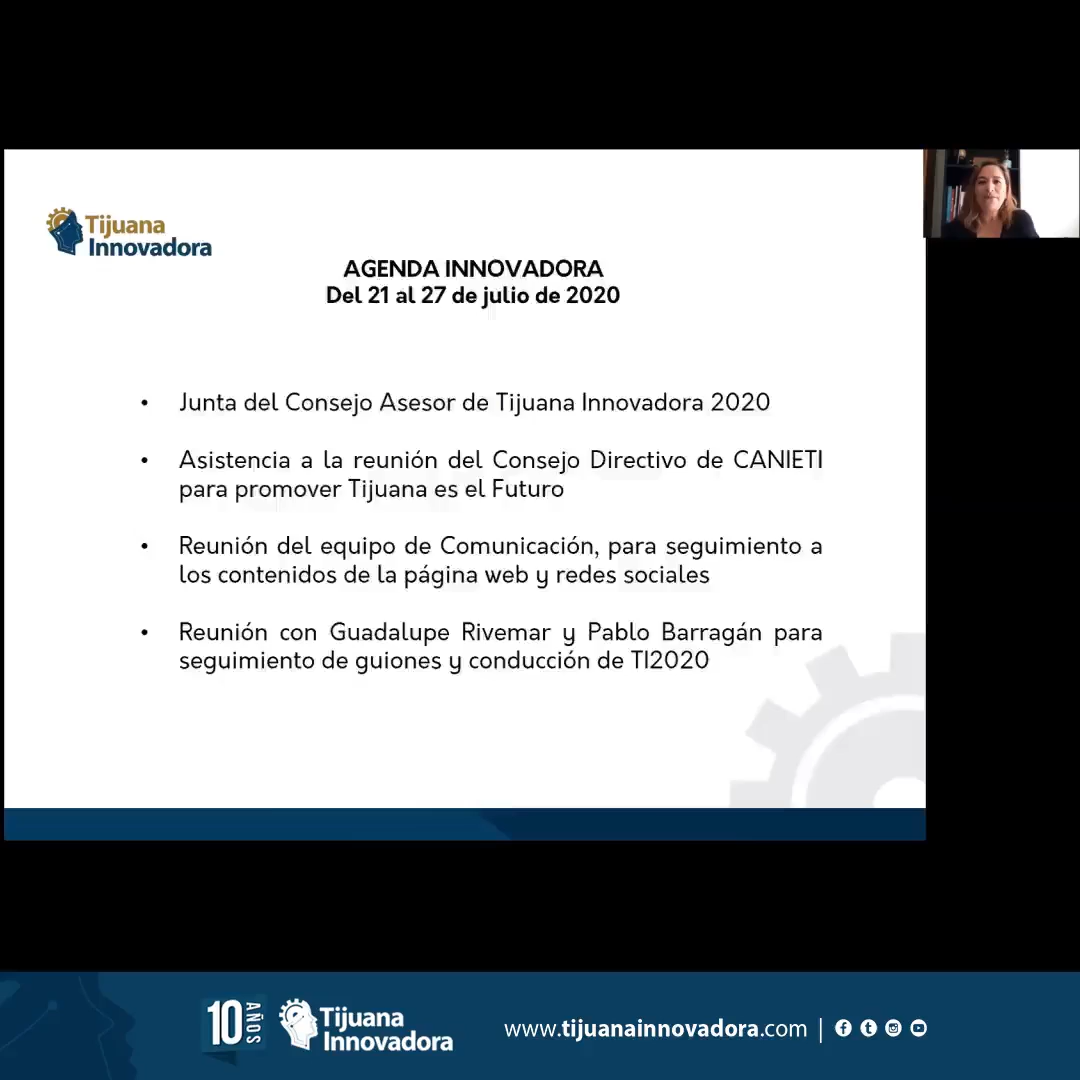 Tijuana
Innovadora
AGENDA INNOVADORA
Del 21 al 27 de julio de 2020
• Junta del Consejo Asesor de Tijuana Innovadora 2020
• Asistencia a la reunión del Consejo Directivo de CANIETI
para promover Tijuana es el Futuro
• Reunión del equipo de Comunicación, para seguimiento a
los contenidos de la página web y redes sociales
• Reunión con Guadalupe Rivemar y Pablo Barragán para
seguimiento de guiones y conducción de TI2020
10 AÑOS
Tijuana
Innovadora
www.tijuanainnovadora.com |